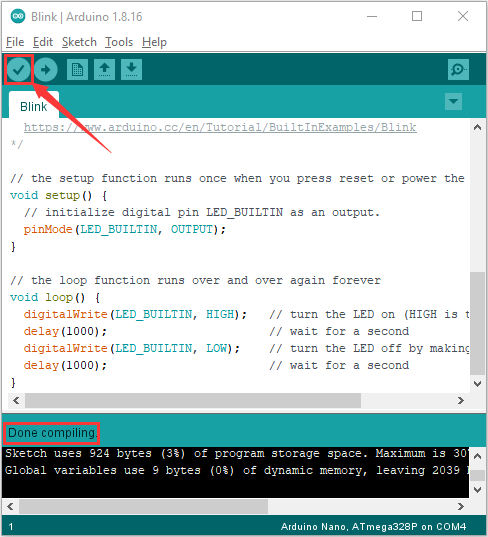 Blink | Arduino 1.8.16
File Edit Sketch Tools Help
Blink
https://www.arduino.cc/en/Tutorial/BuiltInExamples/Blink
*/
// the setup function runs once when you press reset or power the
void setup() {
// initialize digital pin LED_BUILTIN as an output.
pinMode(LED_BUILTIN, OUTPUT);
}
// the loop function runs over and over again forever
void loop() {
digitalWrite(LED_BUILTIN, HIGH); // turn the LED on (HIGH is t
delay(1000); // wait for a second
digitalWrite(LED_BUILTIN, LOW); // turn the LED off by making
delay(1000); // wait for a second
}
Done compiling.
Sketch uses 924 bytes (3%) of program storage space. Maximum is 30
Global variables use 9 bytes (0%) of dynamic memory, leaving 2039
1 Arduino Nano, ATmega328P on COM4